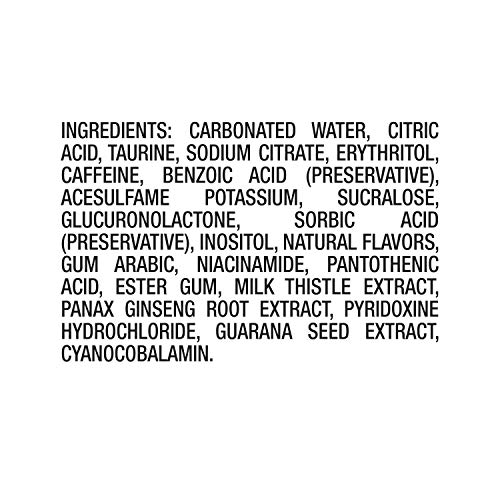 INGREDIENTS: CARBONATED WATER, CITRIC
ACID, TAURINE, SODIUM CITRATE, ERYTHRITOL,
CAFFEINE, BENZOIC ACID (PRESERVATIVE),
ACESULFAME POTASSIUM, SUCRALOSE,
GLUCURONOLACTONE, SORBIC ACID
(PRESERVATIVE), INOSITOL, NATURAL FLAVORS,
GUM ARABIC, NIACINAMIDE, PANTOTHENIC
ACID, ESTER GUM, MILK THISTLE EXTRACT,
PANAX GINSENG ROOT EXTRACT, PYRIDOXINE
HYDROCHLORIDE, GUARANA SEED EXTRACT,
CYANOCOBALAMIN.